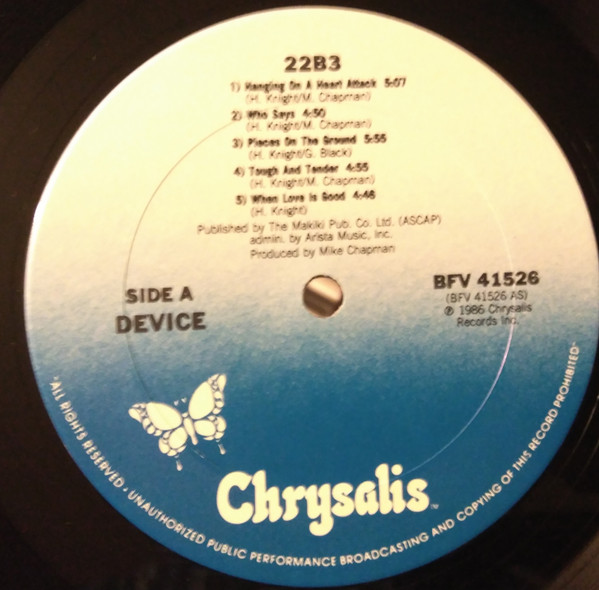 22B3
1) Hanging On A Heart Attack 5:07
(H. Knight/M. Chapman)
2) Who Says 4:50
(H. Knight/M. Chapman)
3) Pieces On The Ground 5:55
(H. Knight/G. Black)
4) Tough And Tender 4:55
(H. Knight/M. Chapman)
5) When Love Is Good 4:46
(H. Knight)
Published by The Makiki Pub. Co. Ltd. (ASCAP)
admin. by Arista Music, Inc.
Produced by Mike Chapman
SIDE A
DEVICE
BFV 41526
(BFV 41526 AS)
℗ 1986 Chrysalis
Records Inc.
Chrysalis™
"ALL RIGHTS RESERVED • UNAUTHORIZED PUBLIC PERFORMANCE BROADCASTING AND COPYING OF THIS RECORD PROHIBITED"